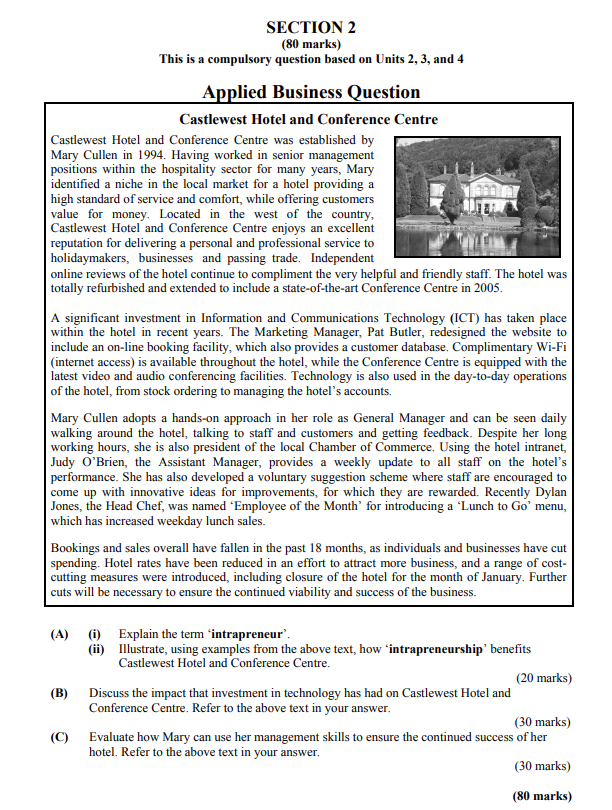 SECTION 2
(80 marks)
This is a compulsory question based on Units 2, 3, and 4
Applied Business Question
Castlewest Hotel and Conference Centre
Castlewest Hotel and Conference Centre was established by
Mary Cullen in 1994. Having worked in senior management
positions within the hospitality sector for many years, Mary
identified a niche in the local market for a hotel providing a
high standard of service and comfort, while offering customers
value for money. Located in the west of the country,
Castlewest Hotel and Conference Centre enjoys an excellent
reputation for delivering a personal and professional service to
holidaymakers, businesses and passing trade. Independent
online reviews of the hotel continue to compliment the very helpful and friendly staff. The hotel was
totally refurbished and extended to include a state-of-the-art Conference Centre in 2005.
A significant investment in Information and Communications Technology (ICT) has taken place
within the hotel in recent years. The Marketing Manager, Pat Butler, redesigned the website to
include an on-line booking facility, which also provides a customer database. Complimentary Wi-Fi
(internet access) is available throughout the hotel, while the Conference Centre is equipped with the
latest video and audio conferencing facilities. Technology is also used in the day-to-day operations
of the hotel, from stock ordering to managing the hotel's accounts.
Mary Cullen adopts a hands-on approach in her role as General Manager and can be seen daily
walking around the hotel, talking to staff and customers and getting feedback. Despite her long
working hours, she is also president of the local Chamber of Commerce. Using the hotel intranet,
Judy O'Brien, the Assistant Manager, provides a weekly update to all staff on the hotel's
performance. She has also developed a voluntary suggestion scheme where staff are encouraged to
come up with innovative ideas for improvements, for which they are rewarded. Recently Dylan
Jones, the Head Chef, was named 'Employee of the Month' for introducing a 'Lunch to Go' menu,
which has increased weekday lunch sales.
Bookings and sales overall have fallen in the past 18 months, as individuals and businesses have cut
spending. Hotel rates have been reduced in an effort to attract more business, and a range of cost-
cutting measures were introduced, including closure of the hotel for the month of January. Further
cuts will be necessary to ensure the continued viability and success of the business.
(A) (i) Explain the term 'intrapreneur'.
(ii) Illustrate, using examples from the above text, how 'intrapreneurship' benefits
Castlewest Hotel and Conference Centre.
(20 marks)
(B) Discuss the impact that investment in technology has had on Castlewest Hotel and
Conference Centre. Refer to the above text in your answer.
(30 marks)
(C) Evaluate how Mary can use her management skills to ensure the continued success of her
hotel. Refer to the above text in your answer.
(30 marks)
(80 marks)